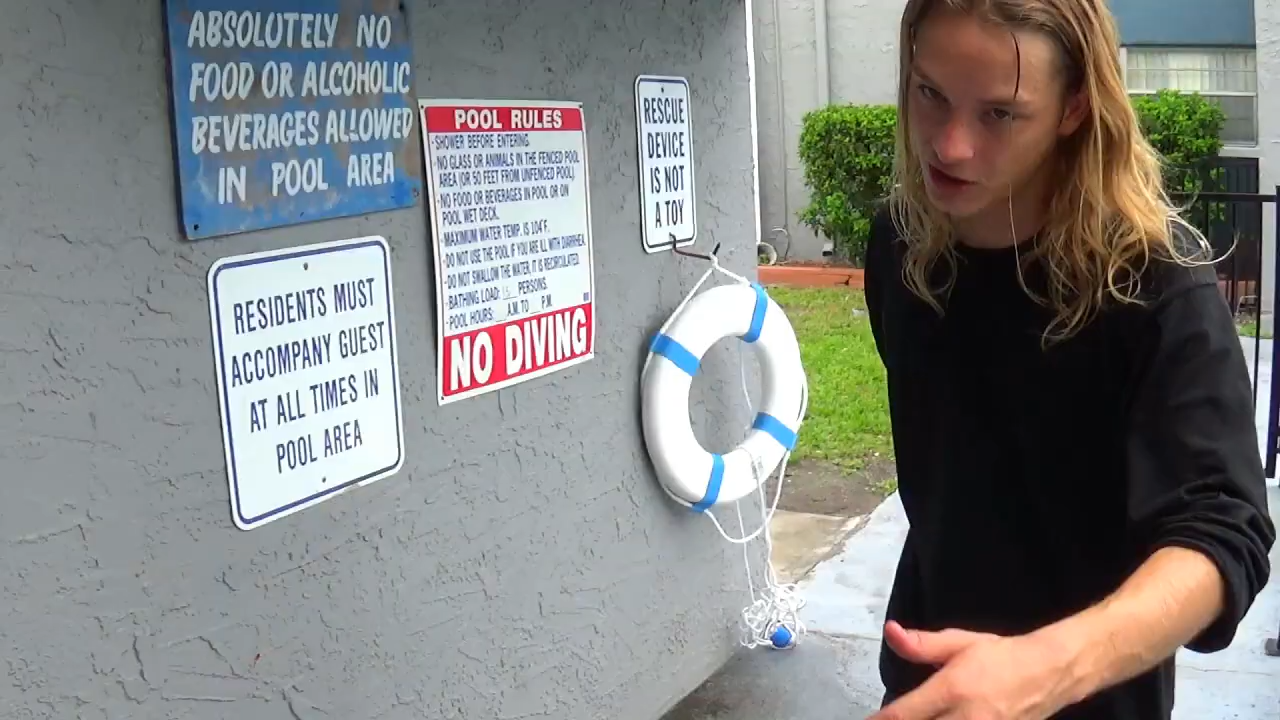 ABSOLUTELY NO
FOOD OR ALCOHOLIC
BEVERAGES ALLOWED
IN POOL AREA
RESIDENTS MUST
ACCOMPANY GUEST
AT ALL TIMES IN
POOL AREA
POOL RULES
·SHOWER BEFORE ENTERING.
·NO GLASS OR ANIMALS IN THE FENCED POOL
AREA (OR 50 FEET FROM UNFENCED POOL).
·NO FOOD OR BEVERAGES IN POOL OR ON
POOL WET DECK.
·MAXIMUM WATER TEMP. IS 104°F.
·DO NOT USE THE POOL IF YOU ARE ILL WITH DIARRHEA.
·DO NOT SWALLOW THE WATER, IT IS RECIRCULATED.
·BATHING LOAD: 15 PERSONS.
·POOL HOURS: A.M. TO P.M.
NO DIVING
RESCUE
DEVICE
IS NOT
A TOY